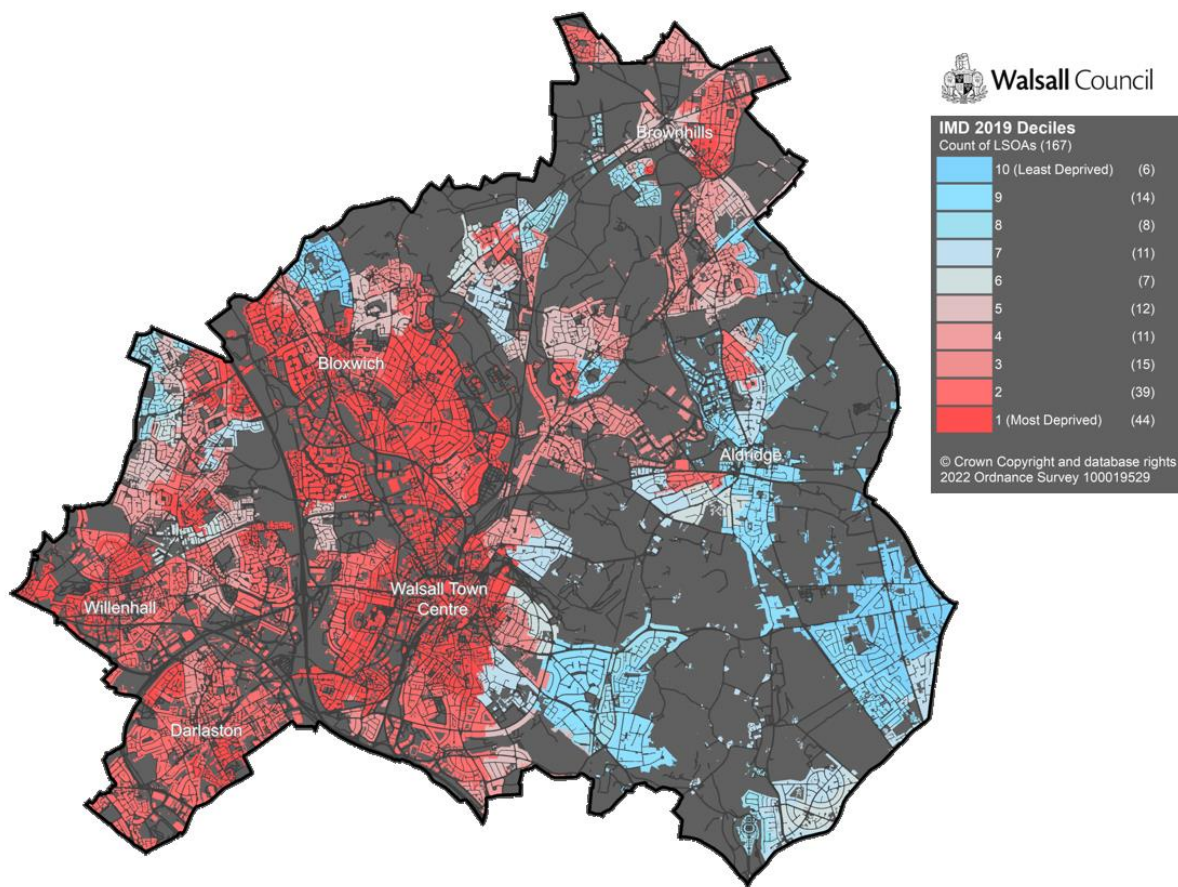 Walsall Council
IMD 2019 Deciles
Count of LSOAs (167)
10 (Least Deprived) (6)
9 (14)
8 (8)
7 (11)
6 (7)
5 (12)
4 (11)
3 (15)
2 (39)
1 (Most Deprived) (44)
© Crown Copyright and database rights
2022 Ordnance Survey 100019529
Brownhills
Bloxwich
Aldridge
Walsall Town
Centre
Willenhall
Darlaston